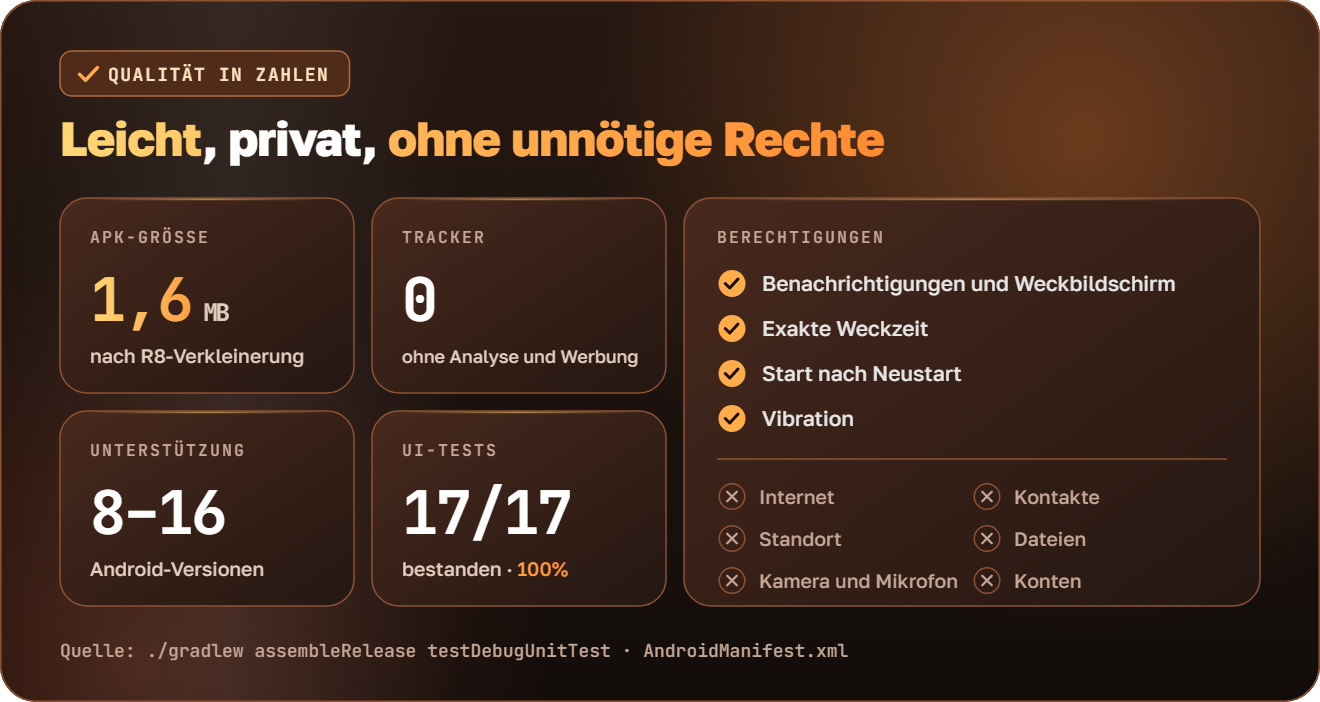 QUALITÄT IN ZAHLEN
Leicht, privat, ohne unnötige Rechte
APK-GRÖSSE
1,6 MB
nach R8-Verkleinerung
TRACKER
0
ohne Analyse und Werbung
UNTERSTÜTZUNG
8–16
Android-Versionen
UI-TESTS
17/17
bestanden · 100%
BERECHTIGUNGEN
Benachrichtigungen und Weckbildschirm
Exakte Weckzeit
Start nach Neustart
Vibration
Internet
Kontakte
Standort
Dateien
Kamera und Mikrofon
Konten
Quelle: ./gradlew assembleRelease testDebugUnitTest · AndroidManifest.xml